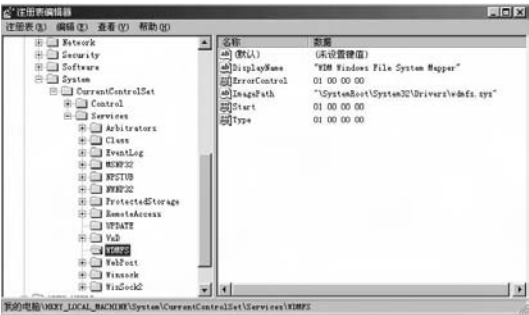 注册表编辑器
注册表(R) 编辑(E) 查看(V) 帮助(H)
Network
Security
Software
System
CurrentControlSet
Control
Services
Arbitrators
Class
EventLog
MSNP32
NPSTUB
NWNP32
ProtectedStorage
RemoteAccess
UPDATE
VxD
WDMFS
WebPost
Winsock
WinSock2
名称 数据
(默认) (未设置键值)
DisplayName "WDM Windows File System Mapper"
ErrorControl 01 00 00 00
ImagePath "\SystemRoot\System32\Drivers\wdmfs.sys"
Start 01 00 00 00
Type 01 00 00 00
我的电脑\HKEY_LOCAL_MACHINE\System\CurrentControlSet\Services\WDMFS